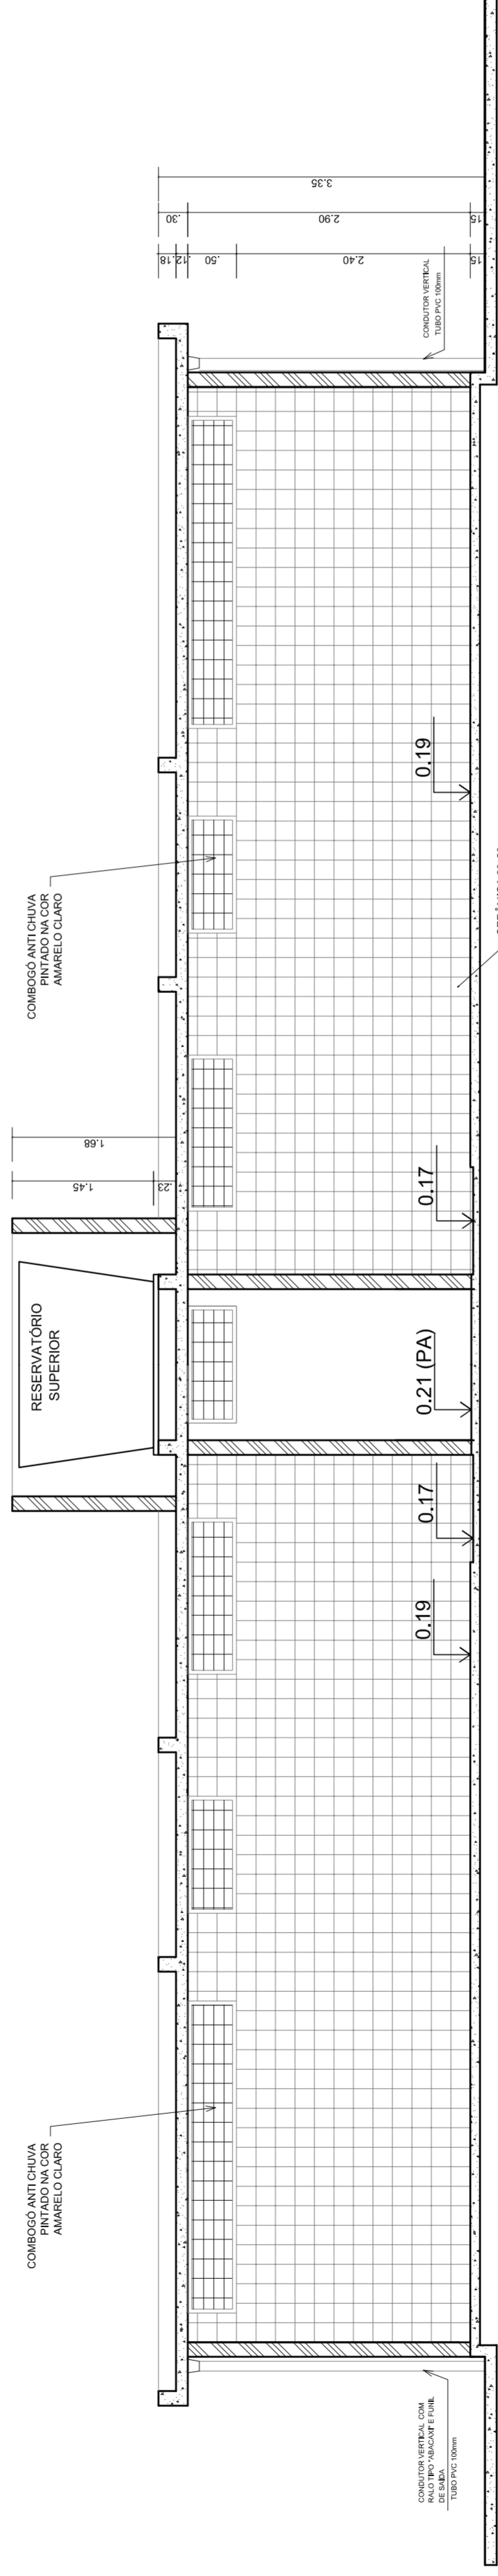 3.35
.30
2.90
15
.18
.12
.50
2.40
15
CONDUTOR VERTICAL
TUBO PVC 100mm
COMBOGÓ ANTI CHUVA
PINTADO NA COR
AMARELO CLARO
0.19
1.68
1.45
.23
0.17
RESERVATÓRIO
SUPERIOR
0.21 (PA)
0.17
0.19
COMBOGÓ ANTI CHUVA
PINTADO NA COR
AMARELO CLARO
CONDUTOR VERTICAL COM
RALO TIPO "ABACAXI" E FUNIL
DE SAÍDA
TUBO PVC 100mm